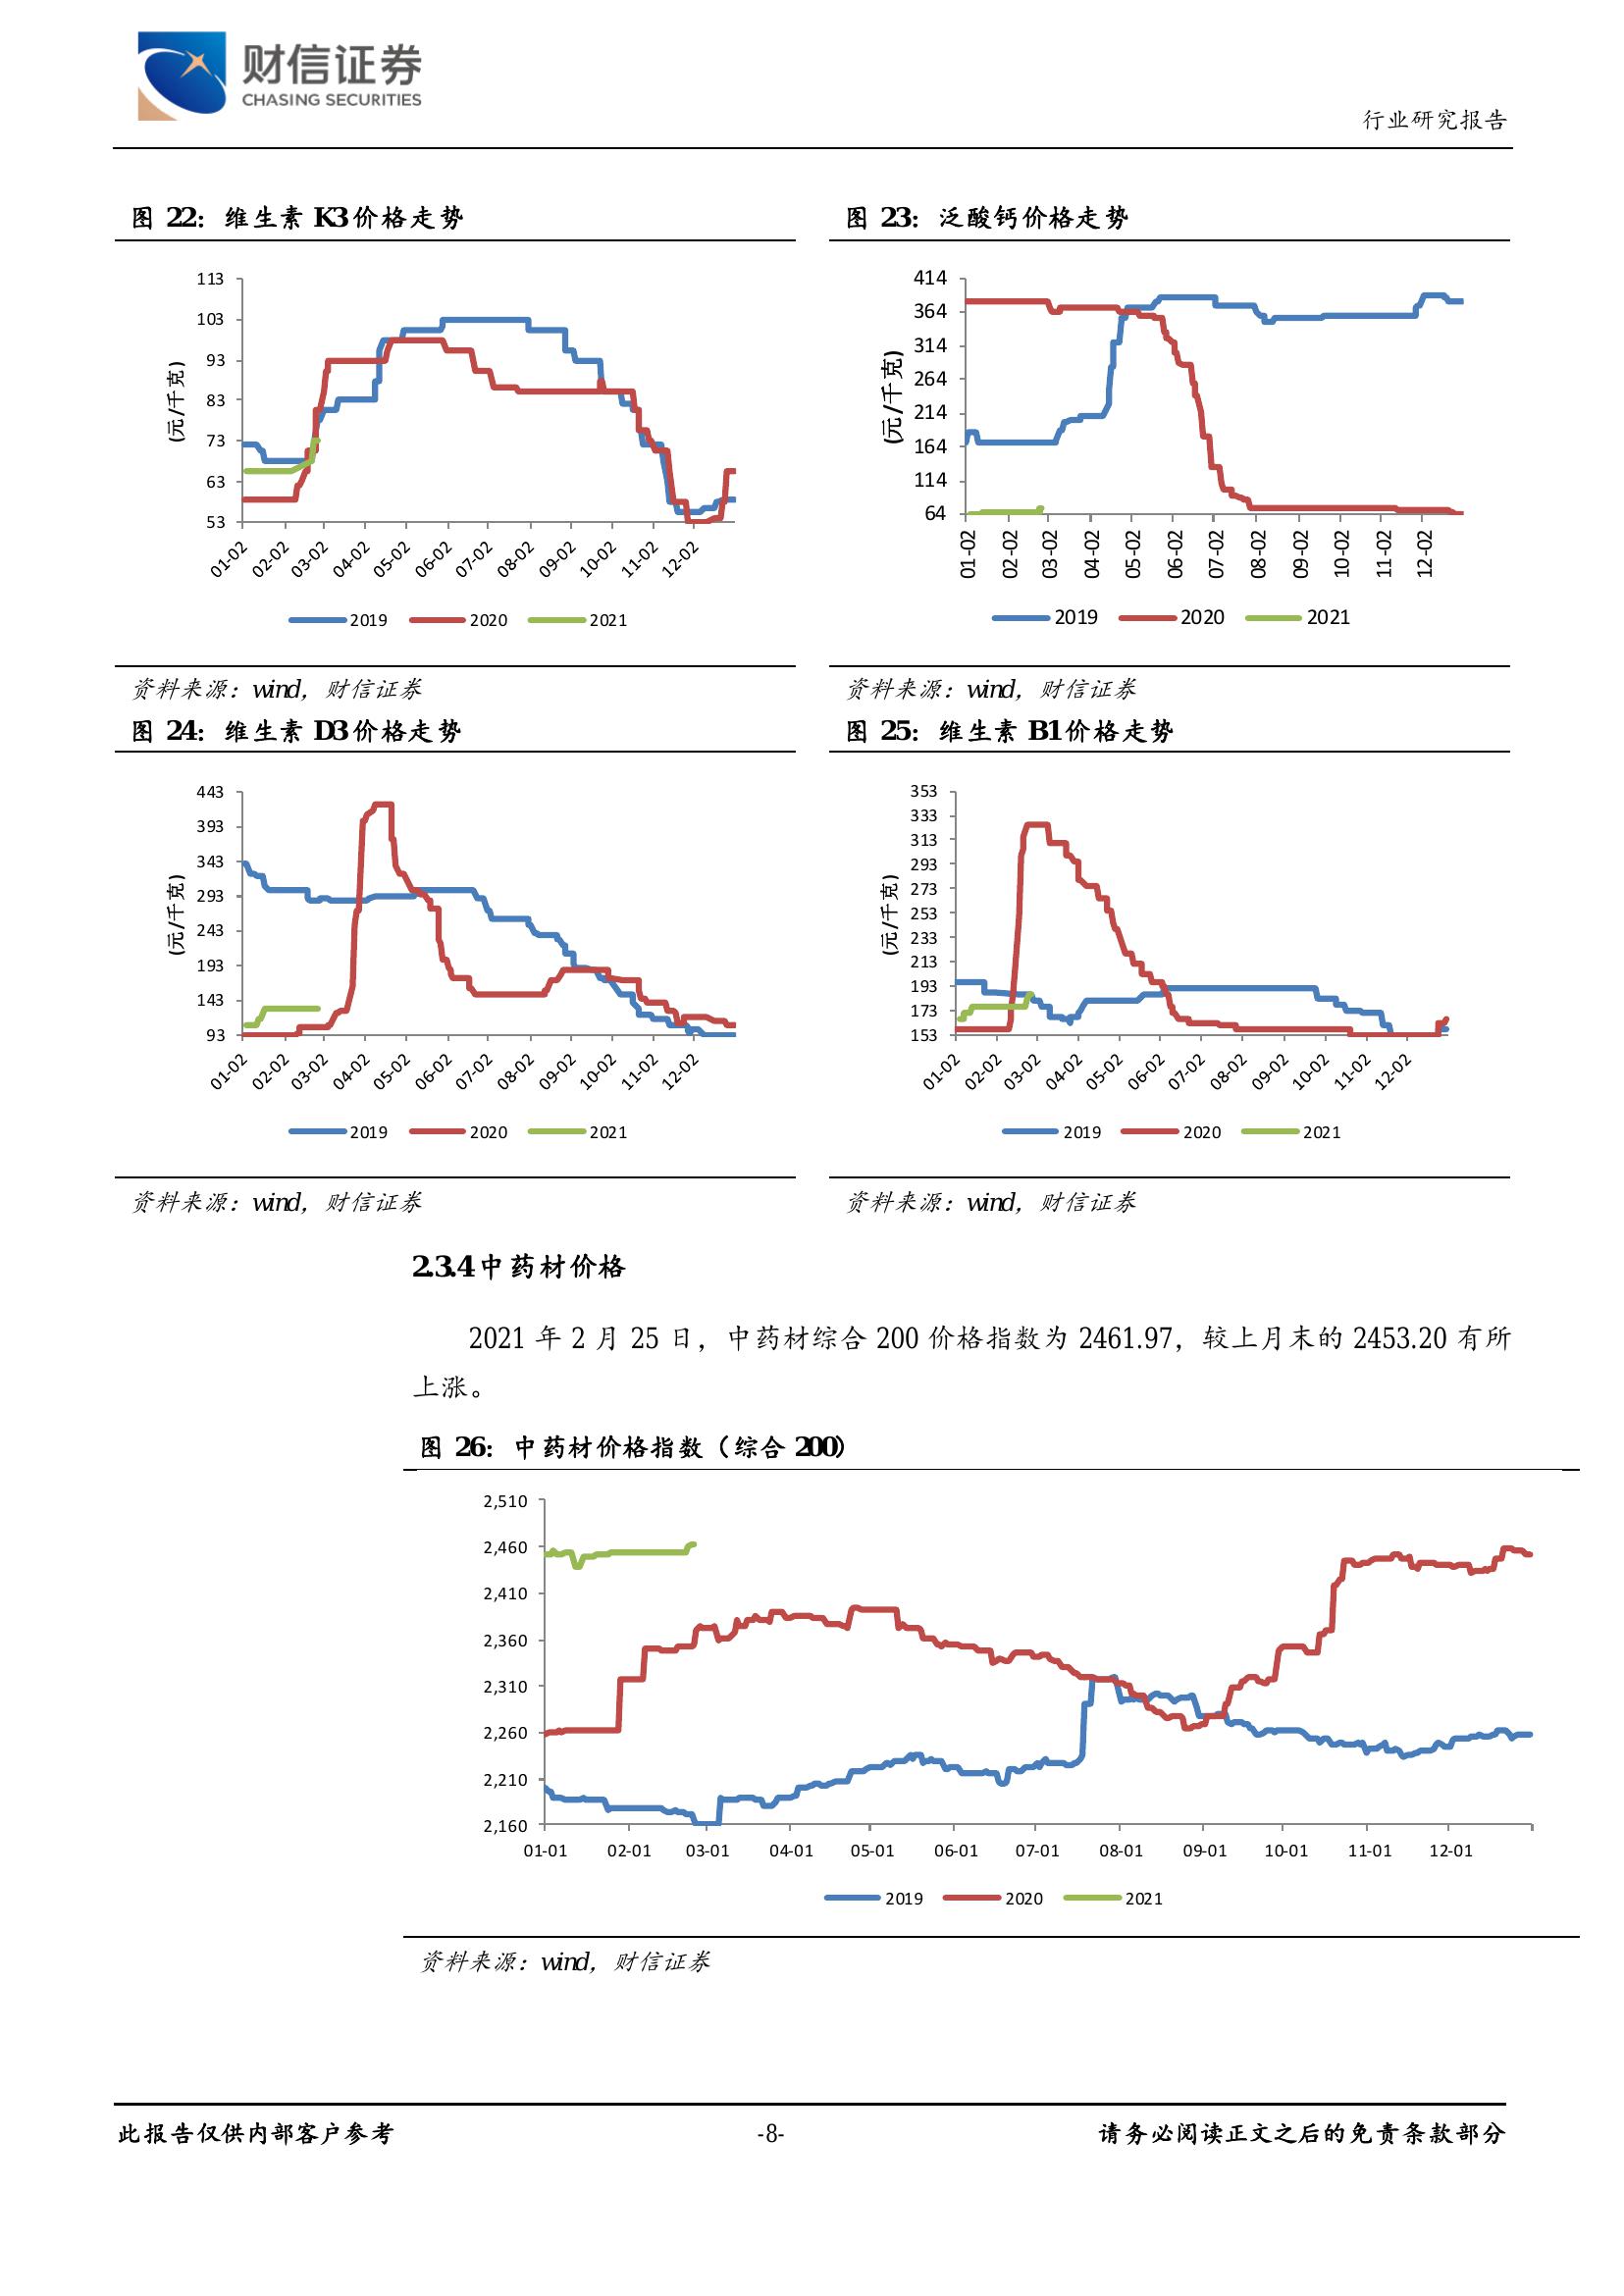 财信证券
CHASING SECURITIES
行业研究报告
图 22：维生素 K3 价格走势
113
103
93
83
73
63
53
(元/千克)
01-02 02-02 03-02 04-02 05-02 06-02 07-02 08-02 09-02 10-02 11-02 12-02
2019 2020 2021
资料来源：wind，财信证券
图 23：泛酸钙价格走势
414
364
314
264
214
164
114
64
(元/千克)
01-02 02-02 03-02 04-02 05-02 06-02 07-02 08-02 09-02 10-02 11-02 12-02
2019 2020 2021
资料来源：wind，财信证券
图 24：维生素 D3 价格走势
443
393
343
293
243
193
143
93
(元/千克)
01-02 02-02 03-02 04-02 05-02 06-02 07-02 08-02 09-02 10-02 11-02 12-02
2019 2020 2021
资料来源：wind，财信证券
图 25：维生素 B1 价格走势
353
333
313
293
273
253
233
213
193
173
153
(元/千克)
01-02 02-02 03-02 04-02 05-02 06-02 07-02 08-02 09-02 10-02 11-02 12-02
2019 2020 2021
资料来源：wind，财信证券
2.3.4 中药材价格
2021 年 2 月 25 日，中药材综合 200 价格指数为 2461.97，较上月末的 2453.20 有所
上涨。
图 26：中药材价格指数（综合 200）
2,510
2,460
2,410
2,360
2,310
2,260
2,210
2,160
01-01 02-01 03-01 04-01 05-01 06-01 07-01 08-01 09-01 10-01 11-01 12-01
2019 2020 2021
资料来源：wind，财信证券
此报告仅供内部客户参考 -8- 请务必阅读正文之后的免责条款部分